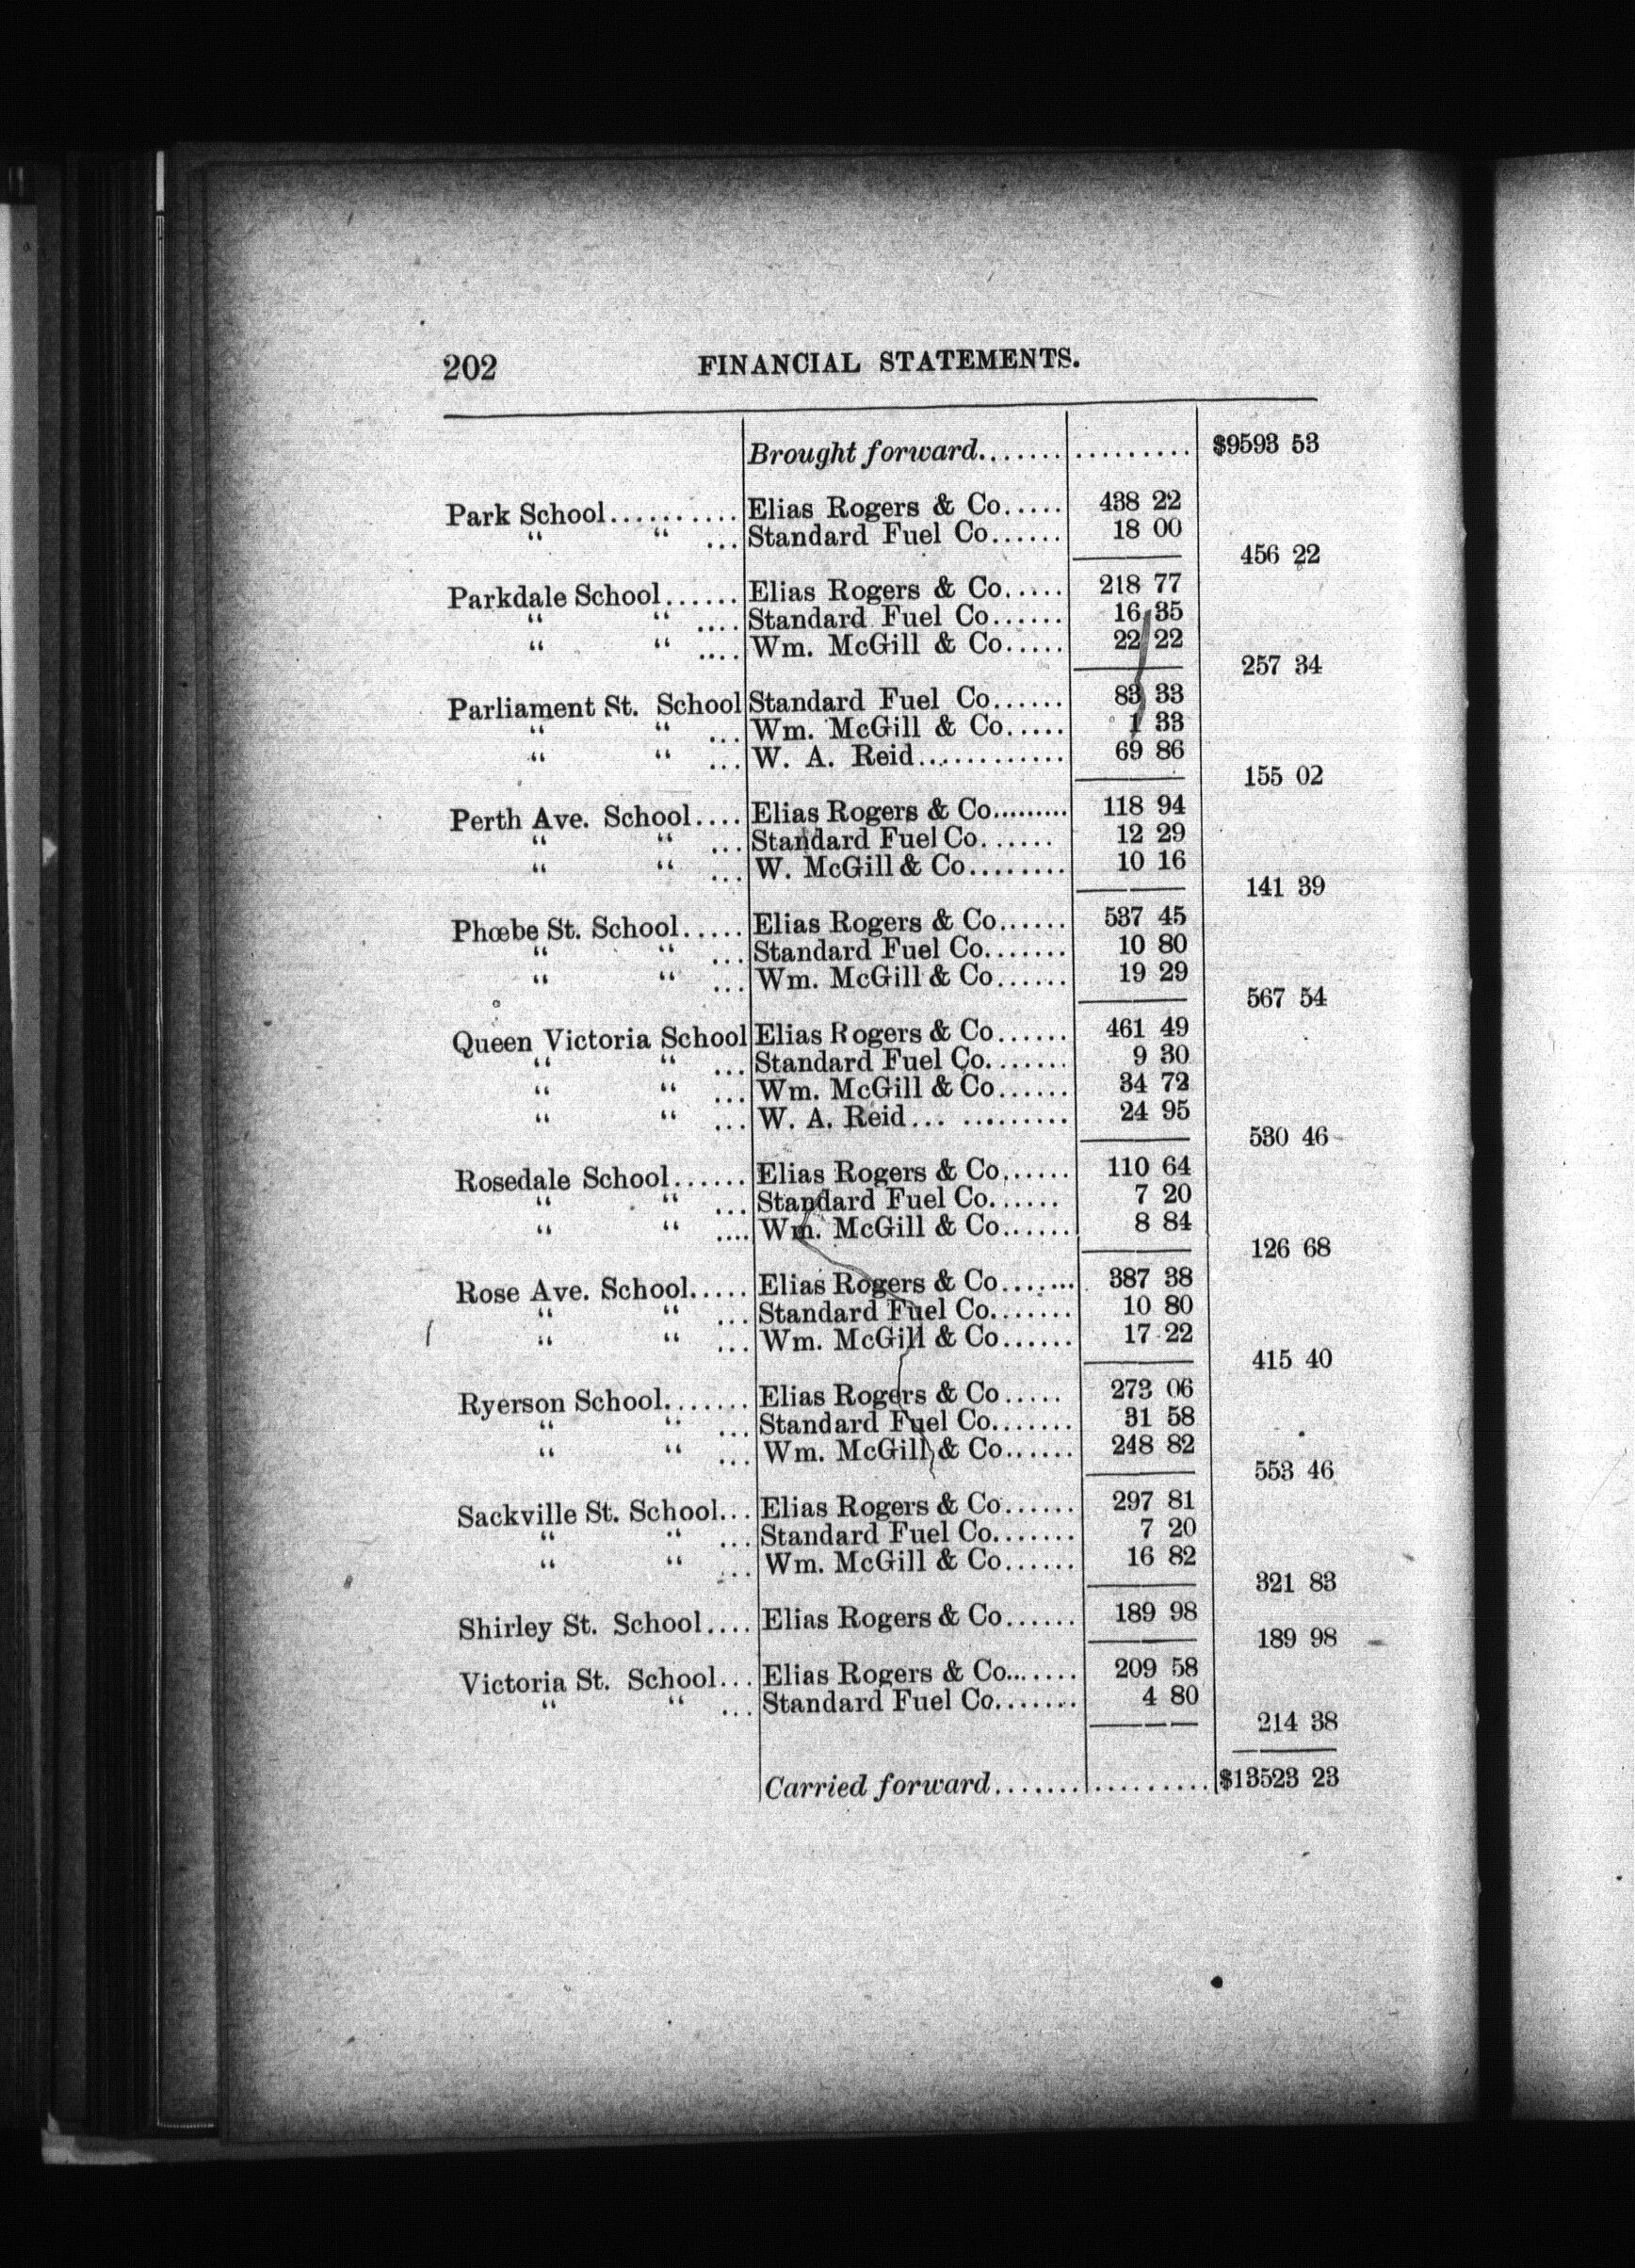 202 FINANCIAL STATEMENTS.
Brought forward....... ......... $9593 53
Park School........... Elias Rogers & Co..... 438 22
“ “ ... Standard Fuel Co...... 18 00
456 22
Parkdale School...... Elias Rogers & Co..... 218 77
“ “ .... Standard Fuel Co...... 16 35
“ “ .... Wm. McGill & Co..... 22 22
257 34
Parliament St. School Standard Fuel Co...... 83 33
“ “ ... Wm. McGill & Co..... 1 33
“ “ ... W. A. Reid............ 69 86
155 02
Perth Ave. School.... Elias Rogers & Co......... 118 94
“ “ ... Standard Fuel Co...... 12 29
“ “ ... W. McGill & Co........ 10 16
141 39
Phœbe St. School..... Elias Rogers & Co...... 537 45
“ “ ... Standard Fuel Co....... 10 80
“ “ ... Wm. McGill & Co...... 19 29
567 54
Queen Victoria School Elias Rogers & Co...... 461 49
“ “ ... Standard Fuel Co....... 9 30
“ “ ... Wm. McGill & Co...... 34 72
“ “ ... W. A. Reid... ......... 24 95
530 46
Rosedale School...... Elias Rogers & Co...... 110 64
“ “ ... Standard Fuel Co...... 7 20
“ “ .... Wm. McGill & Co...... 8 84
126 68
Rose Ave. School..... Elias Rogers & Co....... 387 38
“ “ ... Standard Fuel Co....... 10 80
“ “ ... Wm. McGill & Co...... 17 22
415 40
Ryerson School....... Elias Rogers & Co..... 273 06
“ “ ... Standard Fuel Co....... 31 58
“ “ ... Wm. McGill & Co...... 248 82
553 46
Sackville St. School... Elias Rogers & Co...... 297 81
“ “ ... Standard Fuel Co....... 7 20
“ “ ... Wm. McGill & Co...... 16 82
321 83
Shirley St. School.... Elias Rogers & Co...... 189 98
189 98
Victoria St. School... Elias Rogers & Co....... 209 58
“ “ ... Standard Fuel Co....... 4 80
214 38
Carried forward....... ......... $13523 23